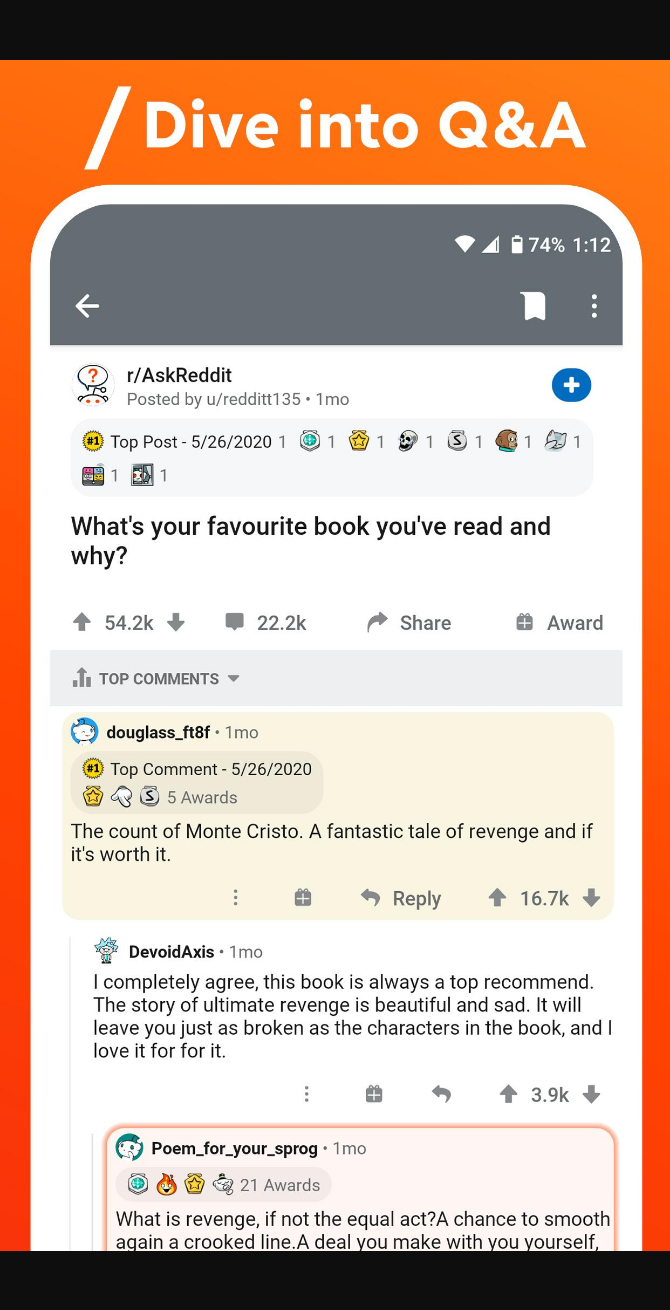 / Dive into Q&A
74% 1:12
r/AskReddit
Posted by u/redditt135 • 1mo
#1 Top Post - 5/26/2020 1 1 1 1 S 1 1 1
1 1
What's your favourite book you've read and
why?
54.2k 22.2k Share Award
TOP COMMENTS
douglass_ft8f • 1mo
#1 Top Comment - 5/26/2020
S 5 Awards
The count of Monte Cristo. A fantastic tale of revenge and if
it's worth it.
Reply 16.7k
DevoidAxis • 1mo
I completely agree, this book is always a top recommend.
The story of ultimate revenge is beautiful and sad. It will
leave you just as broken as the characters in the book, and I
love it for for it.
3.9k
Poem_for_your_sprog • 1mo
21 Awards
What is revenge, if not the equal act?A chance to smooth
again a crooked line.A deal you make with you yourself,